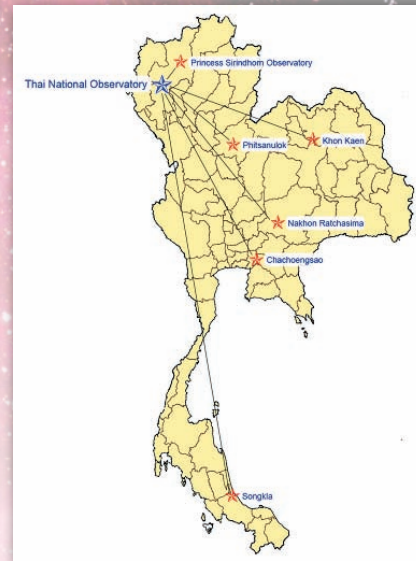 Princess Sirindhorn Observatory
Thai National Observatory
Phitsanulok
Khon Kaen
Nakhon Ratchasima
Chachoengsao
Songkla